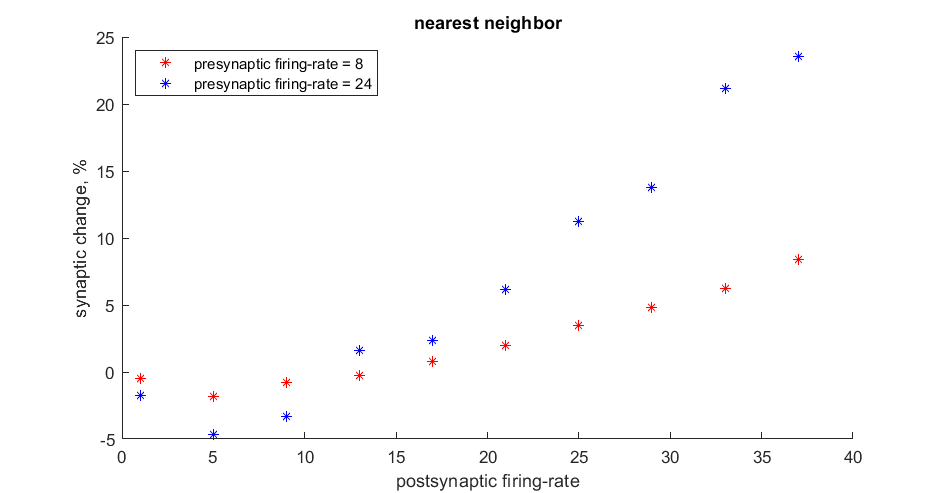 nearest neighbor
presynaptic firing-rate = 8
presynaptic firing-rate = 24
synaptic change, %
25
20
15
10
5
0
-5
0 5 10 15 20 25 30 35 40
postsynaptic firing-rate